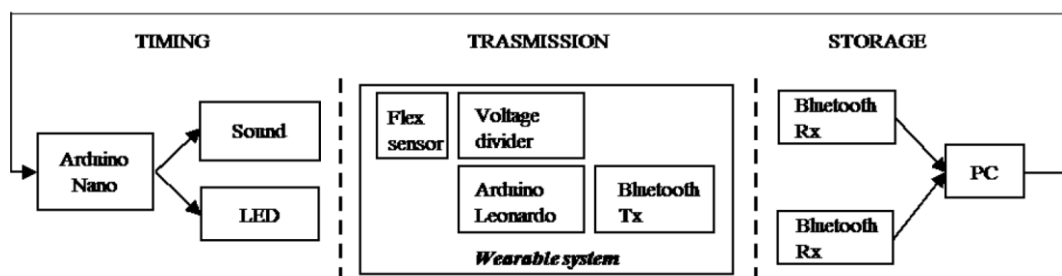 TIMING
TRASMISSION
STORAGE
Arduino
Nano
Sound
LED
Flex
sensor
Voltage
divider
Arduino
Leonardo
Bluetooth
Tx
Wearable system
Bluetooth
Rx
Bluetooth
Rx
PC